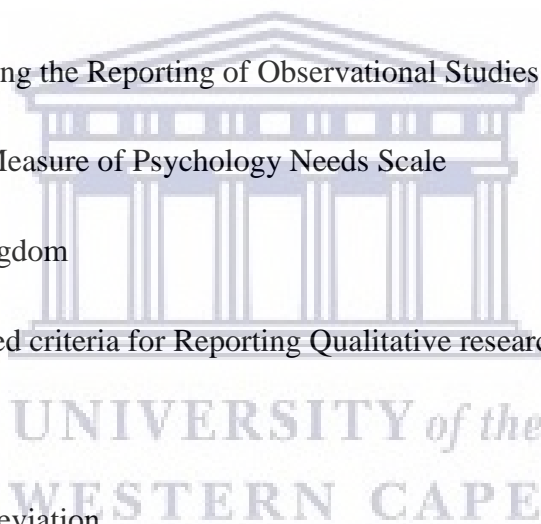 ng the Reporting of Observational Studies
Measure of Psychology Needs Scale
gdom
ed criteria for Reporting Qualitative researc
UNIVERSITY of the
WESTERN CAPE
eviation